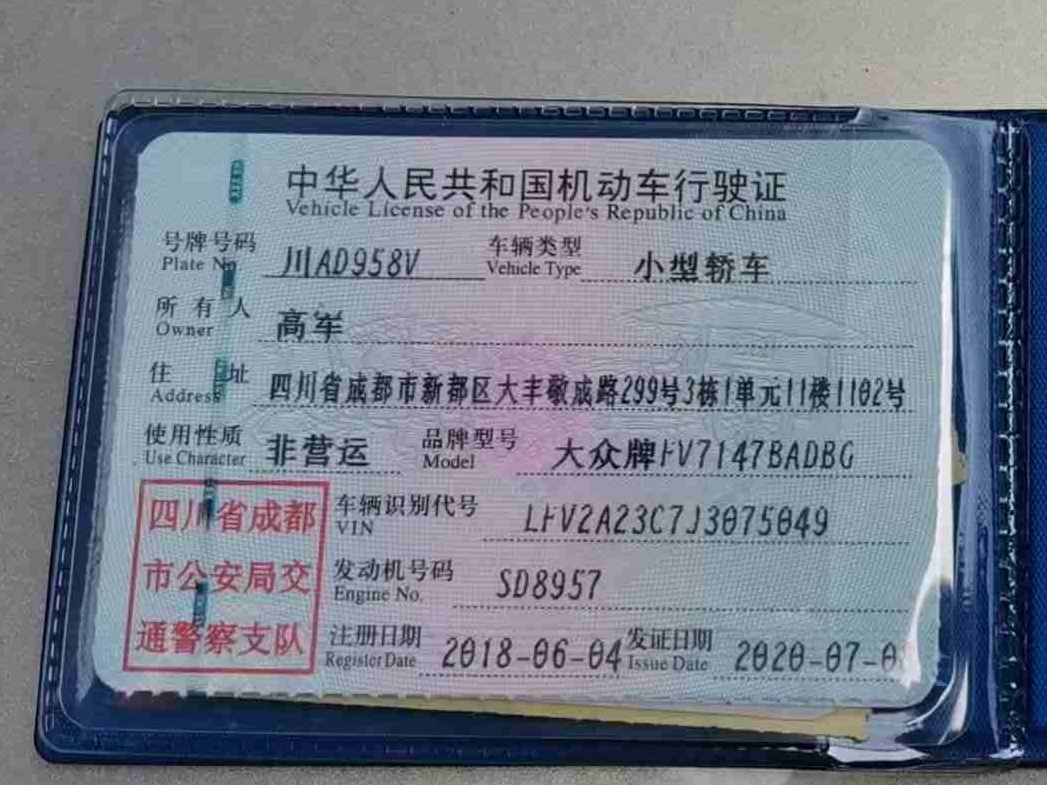 中华人民共和国机动车行驶证
Vehicle License of the People's Republic of China
号牌号码 川AD958V 车辆类型 小型轿车
Plate No. Vehicle Type
所有人 高军
Owner
住址 四川省成都市新都区大丰敬成路299号3栋1单元11楼1102号
Address
使用性质 非营运 品牌型号 大众牌FV7147BADBG
Use Character Model
四川省成都
市公安局交
通警察支队
车辆识别代号 LFV2A23C7J3075049
VIN
发动机号码 SD8957
Engine No.
注册日期 2018-06-04 发证日期 2020-07-0
Register Date Issue Date